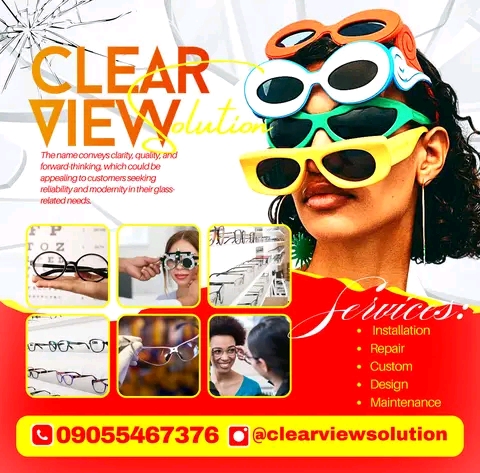 CLEAR
VIEW
Solution
The name conveys clarity, quality, and
forward-thinking, which could be
appealing to customers seeking
reliability and modernity in their glass-
related needs.
F P
T O Z
Services:
• Installation
• Repair
• Custom
• Design
• Maintenance
09055467376
@clearviewsolution